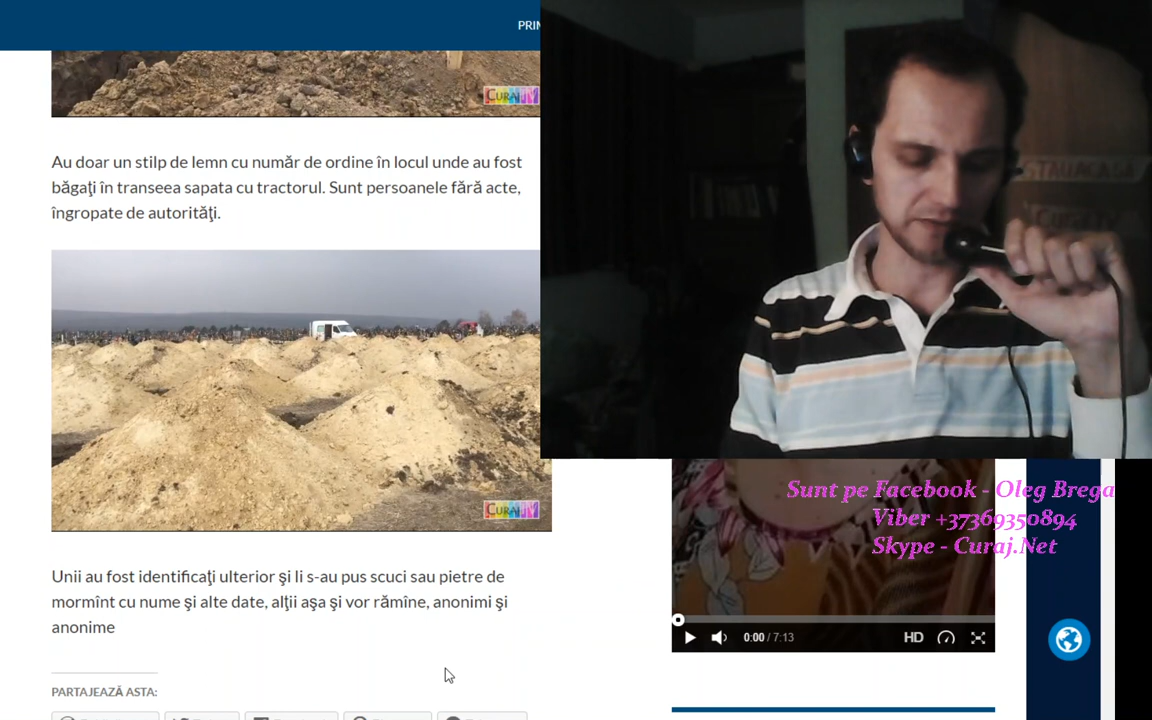 PRIN
CURAJ TV
Au doar un stîlp de lemn cu număr de ordine în locul unde au fost
băgaţi în transeea sapata cu tractorul. Sunt persoanele fără acte,
îngropate de autorităţi.
CURAJ TV
Unii au fost identificaţi ulterior şi li s-au pus scuci sau pietre de
mormînt cu nume şi alte date, alţii aşa şi vor rămîne, anonimi şi
anonime
PARTAJEAZĂ ASTA:
Sunt pe Facebook - Oleg Brega
Viber +37369350894
Skype - Curaj.Net
0:00 / 7:13
HD